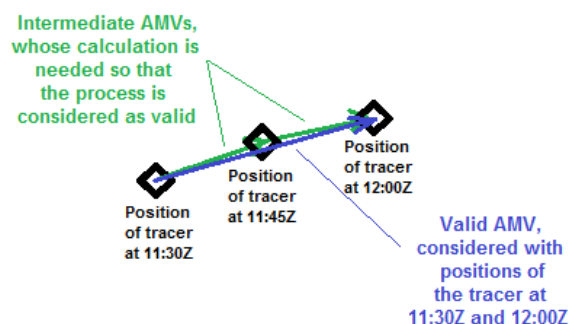 Intermediate AMVs,
whose calculation is
needed so that
the process is
considered as valid
Position
of tracer
at 11:30Z
Position
of tracer
at 11:45Z
Position
of tracer
at 12:00Z
Valid AMV,
considered with
positions of
the tracer at
11:30Z and 12:00Z